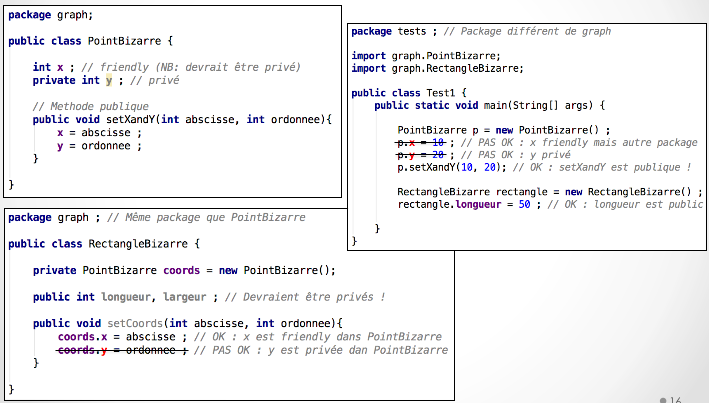 package graph;
public class PointBizarre {
int x ; // friendly (NB: devrait être privé)
private int y ; // privé
// Methode publique
public void setXandY(int abscisse, int ordonnee){
x = abscisse ;
y = ordonnee ;
}
}
package tests ; // Package différent de graph
import graph.PointBizarre;
import graph.RectangleBizarre;
public class Test1 {
public static void main(String[] args) {
PointBizarre p = new PointBizarre() ;
p.x = 10 ; // PAS OK : x friendly mais autre package
p.y = 20 ; // PAS OK : y privé
p.setXandY(10, 20); // OK : setXandY est publique !
RectangleBizarre rectangle = new RectangleBizarre() ;
rectangle.longueur = 50 ; // OK : longueur est public
}
}
package graph ; // Même package que PointBizarre
public class RectangleBizarre {
private PointBizarre coords = new PointBizarre();
public int longueur, largeur ; // Devraient être privés !
public void setCoords(int abscisse, int ordonnee){
coords.x = abscisse ; // OK : x est friendly dans PointBizarre
coords.y = ordonnee ; // PAS OK : y est privée dan PointBizarre
}
}
16